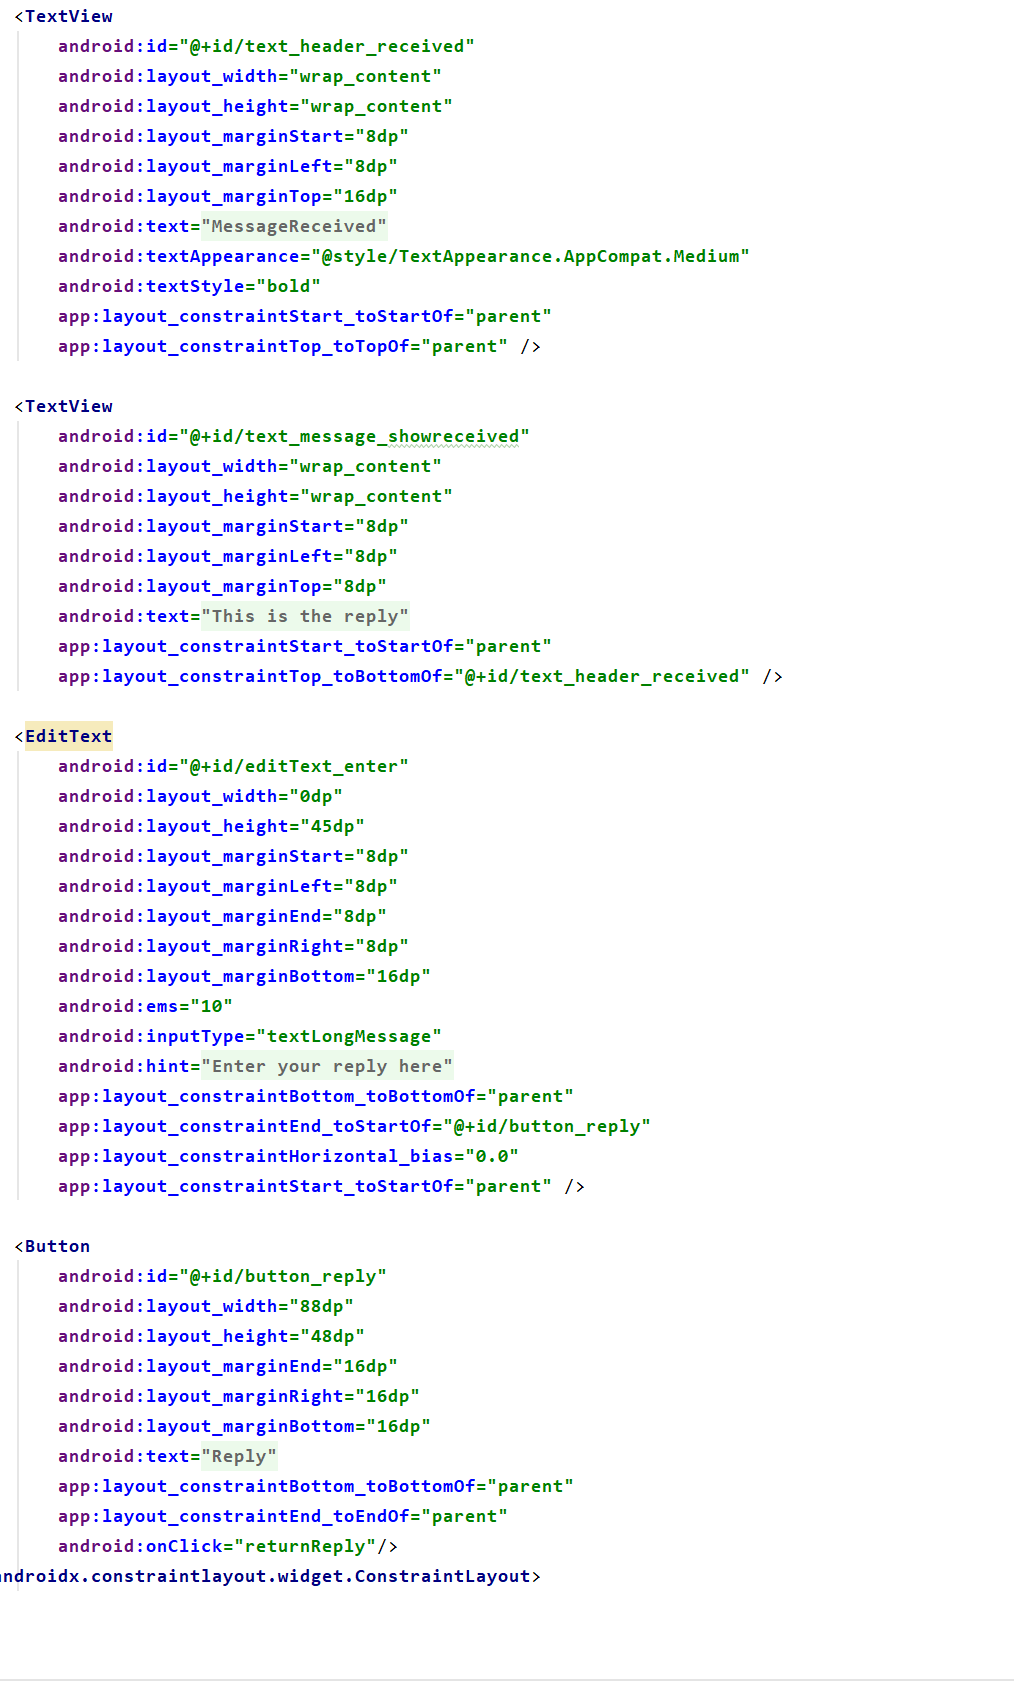 <TextView
android:id="@+id/text_header_received"
android:layout_width="wrap_content"
android:layout_height="wrap_content"
android:layout_marginStart="8dp"
android:layout_marginLeft="8dp"
android:layout_marginTop="16dp"
android:text="MessageReceived"
android:textAppearance="@style/TextAppearance.AppCompat.Medium"
android:textStyle="bold"
app:layout_constraintStart_toStartOf="parent"
app:layout_constraintTop_toTopOf="parent" />
<TextView
android:id="@+id/text_message_showreceived"
android:layout_width="wrap_content"
android:layout_height="wrap_content"
android:layout_marginStart="8dp"
android:layout_marginLeft="8dp"
android:layout_marginTop="8dp"
android:text="This is the reply"
app:layout_constraintStart_toStartOf="parent"
app:layout_constraintTop_toBottomOf="@+id/text_header_received" />
<EditText
android:id="@+id/editText_enter"
android:layout_width="0dp"
android:layout_height="45dp"
android:layout_marginStart="8dp"
android:layout_marginLeft="8dp"
android:layout_marginEnd="8dp"
android:layout_marginRight="8dp"
android:layout_marginBottom="16dp"
android:ems="10"
android:inputType="textLongMessage"
android:hint="Enter your reply here"
app:layout_constraintBottom_toBottomOf="parent"
app:layout_constraintEnd_toStartOf="@+id/button_reply"
app:layout_constraintHorizontal_bias="0.0"
app:layout_constraintStart_toStartOf="parent" />
<Button
android:id="@+id/button_reply"
android:layout_width="88dp"
android:layout_height="48dp"
android:layout_marginEnd="16dp"
android:layout_marginRight="16dp"
android:layout_marginBottom="16dp"
android:text="Reply"
app:layout_constraintBottom_toBottomOf="parent"
app:layout_constraintEnd_toEndOf="parent"
android:onClick="returnReply"/>
ndroidx.constraintlayout.widget.ConstraintLayout>